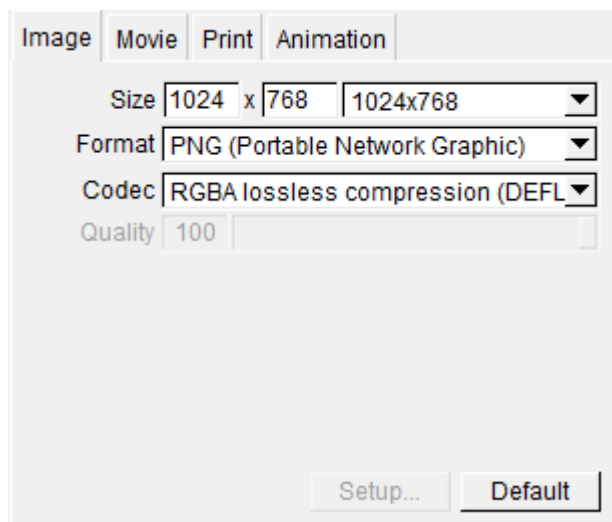 Image Movie Print Animation
Size 1024 x 768 1024x768
Format PNG (Portable Network Graphic)
Codec RGBA lossless compression (DEFL
Quality 100
Setup... Default